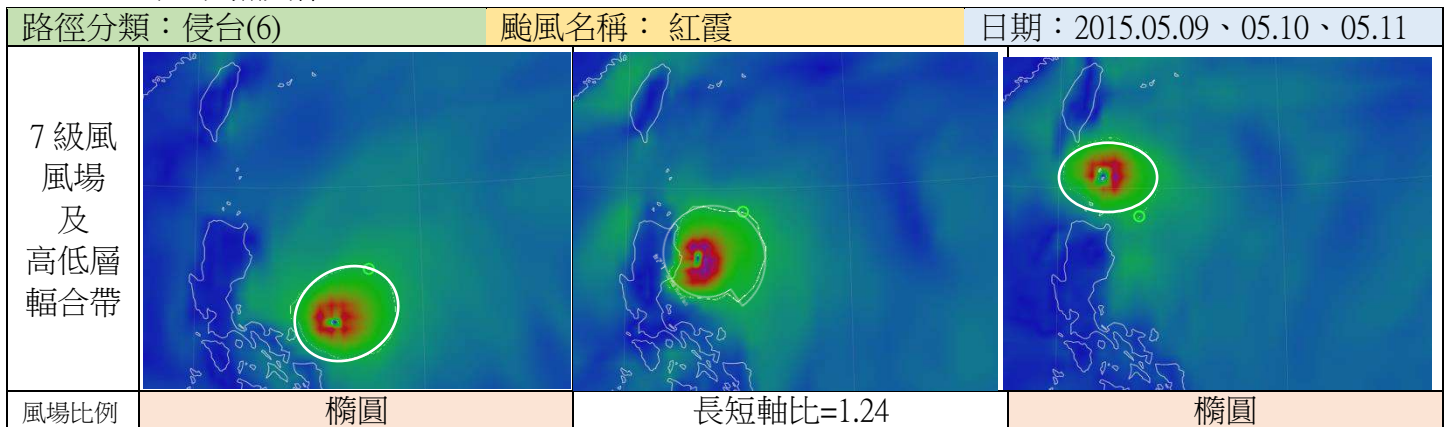 路徑分類：侵台(6) 颱風名稱： 紅霞 日期：2015.05.09、05.10、05.11
7 級風
風場
及
高低層
輻合帶
風場比例 橢圓 長短軸比=1.24 橢圓